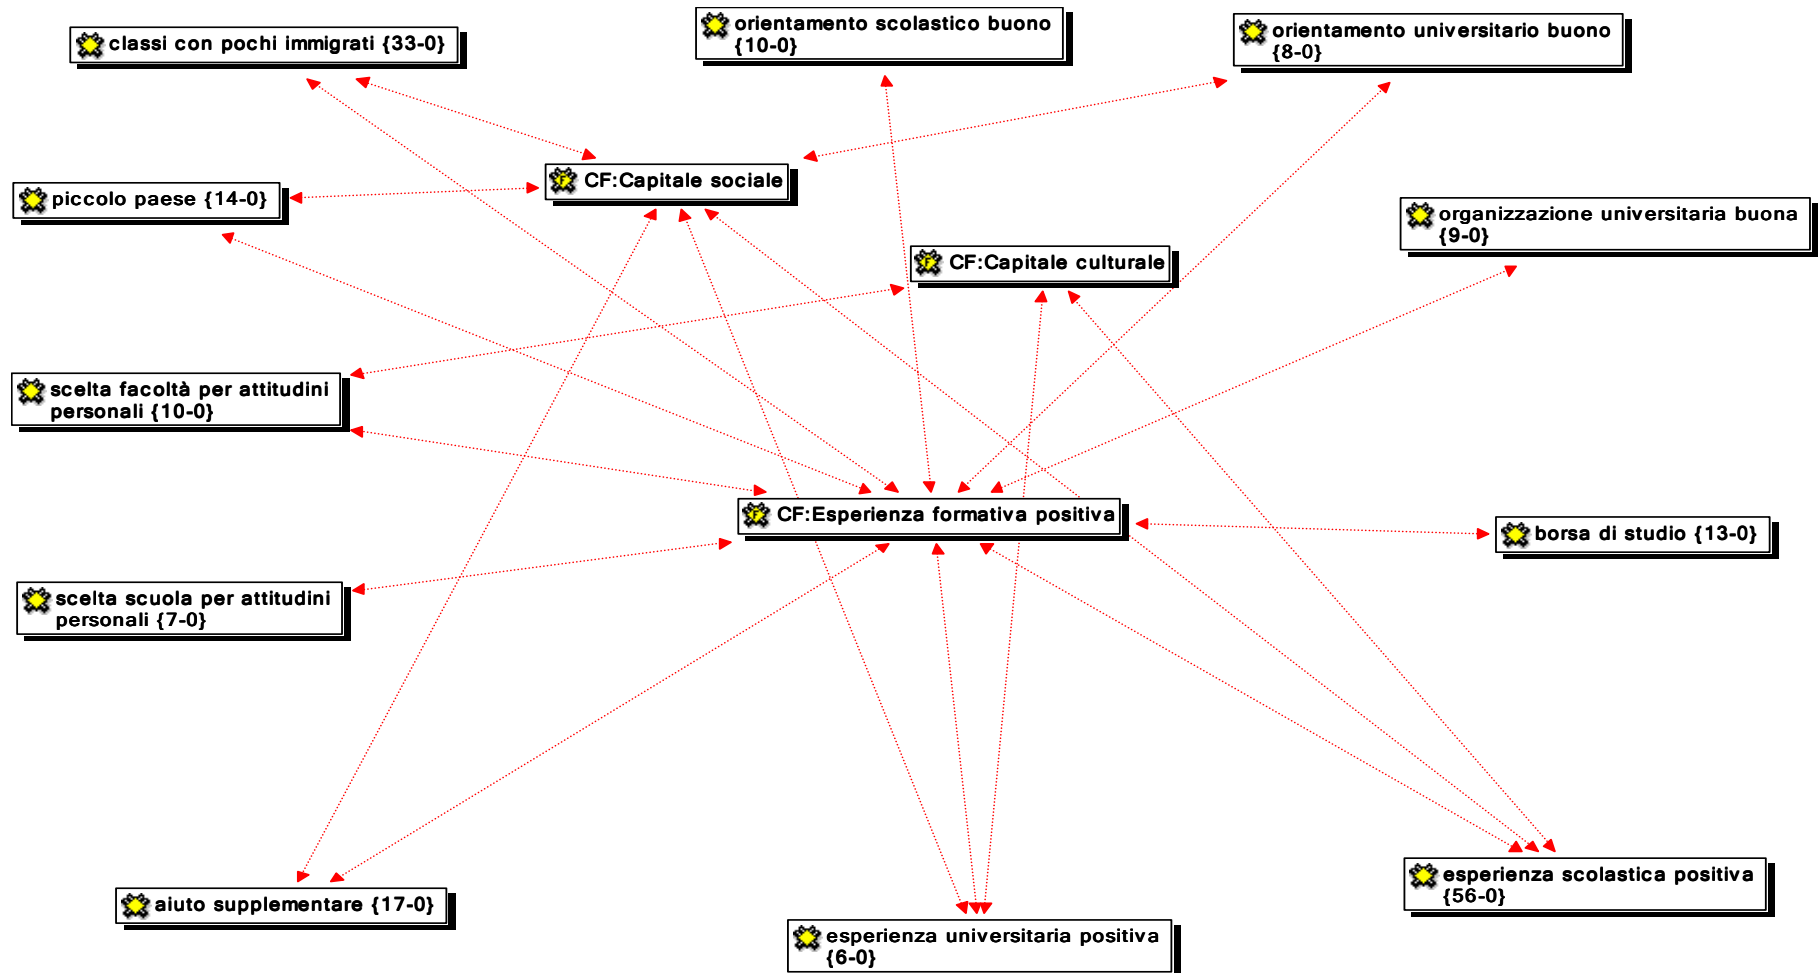 classi con pochi immigrati {33-0}
orientamento scolastico buono
{10-0}
orientamento universitario buono
{8-0}
CF:Capitale sociale
piccolo paese {14-0}
organizzazione universitaria buona
{9-0}
CF:Capitale culturale
scelta facoltà per attitudini
personali {10-0}
CF:Esperienza formativa positiva
borsa di studio {13-0}
scelta scuola per attitudini
personali {7-0}
aiuto supplementare {17-0}
esperienza scolastica positiva
{56-0}
esperienza universitaria positiva
{6-0}